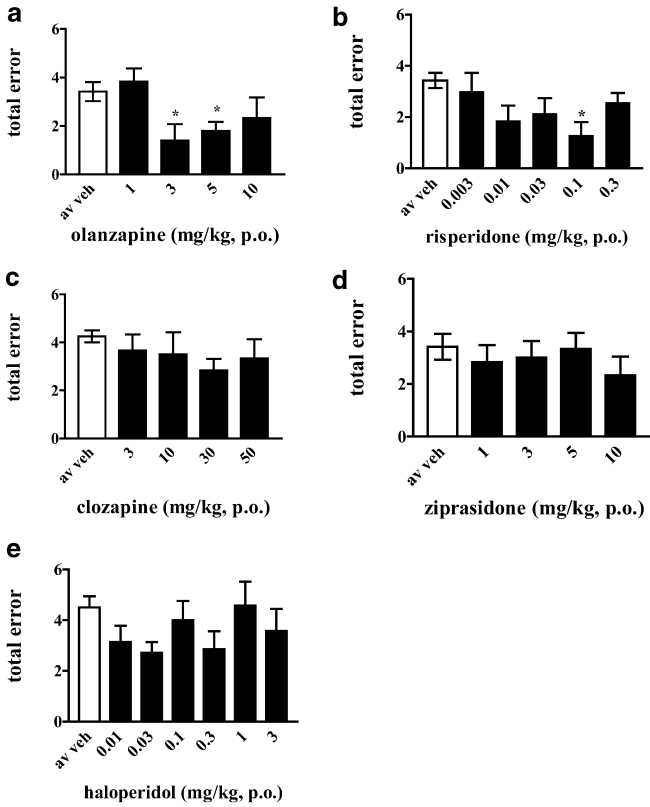 a
6
4
2
0
total error
*
*
av veh 1 3 5 10
olanzapine (mg/kg, p.o.)
b
6
4
2
0
total error
*
av veh 0.003 0.01 0.03 0.1 0.3
risperidone (mg/kg, p.o.)
c
6
4
2
0
total error
av veh 3 10 30 50
clozapine (mg/kg, p.o.)
d
6
4
2
0
total error
av veh 1 3 5 10
ziprasidone (mg/kg, p.o.)
e
6
4
2
0
total error
av veh 0.01 0.03 0.1 0.3 1 3
haloperidol (mg/kg, p.o.)